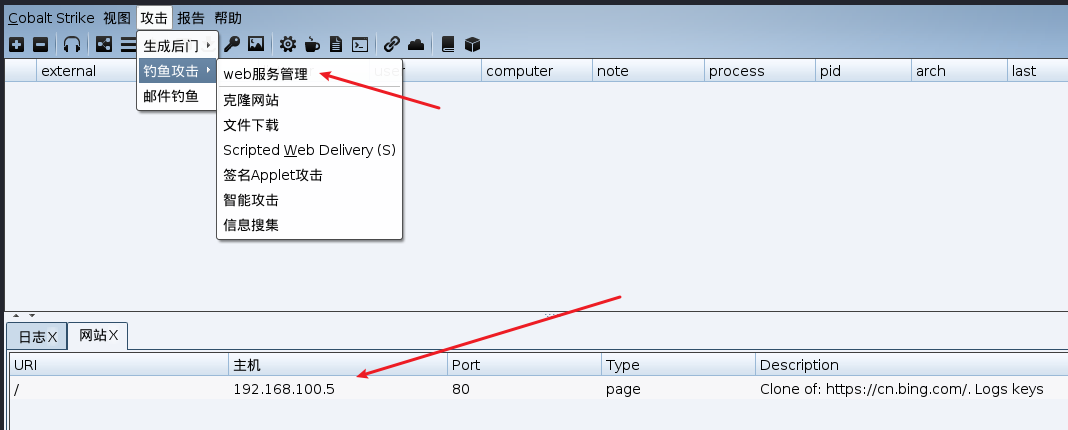 Cobalt Strike 视图 攻击 报告 帮助
生成后门
external computer note process pid arch last
钓鱼攻击 web服务管理
邮件钓鱼 克隆网站
文件下载
Scripted Web Delivery (S)
签名Applet攻击
智能攻击
信息搜集
日志X 网站X
URI 主机 Port Type Description
/ 192.168.100.5 80 page Clone of: https://cn.bing.com/. Logs keys